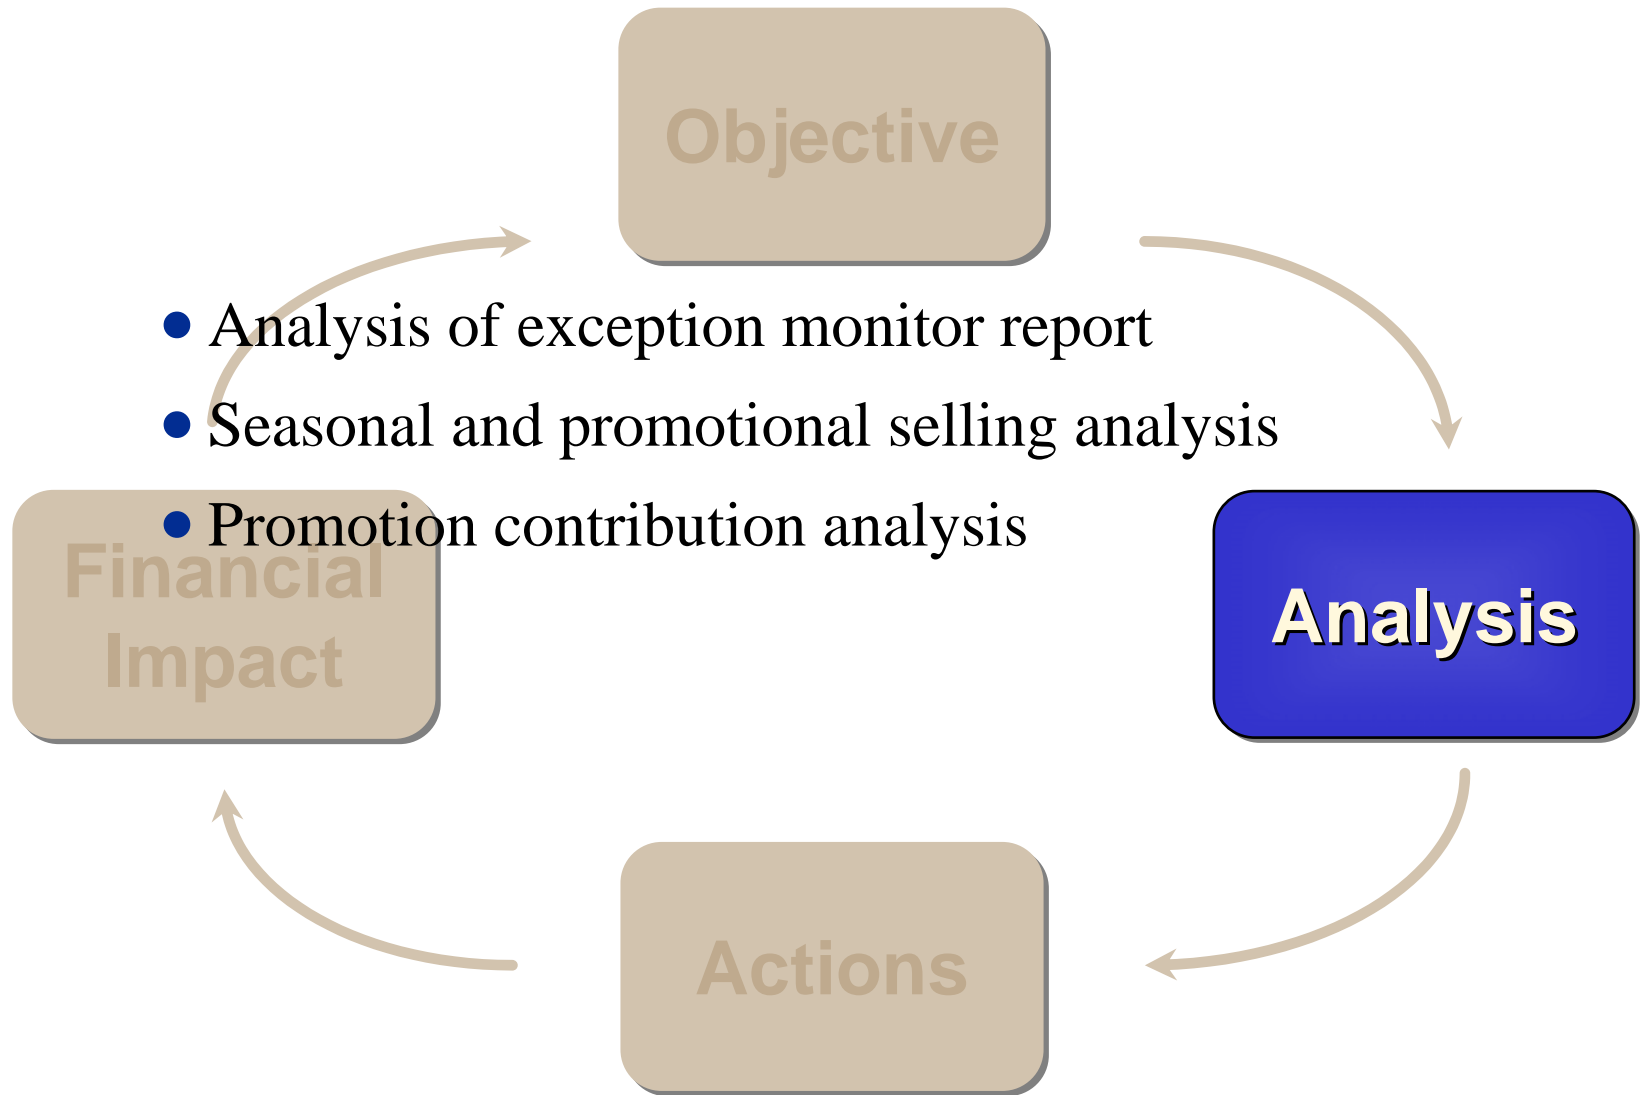 Objective
• Analysis of exception monitor report
• Seasonal and promotional selling analysis
• Promotion contribution analysis
Financial
Impact
Analysis
Actions